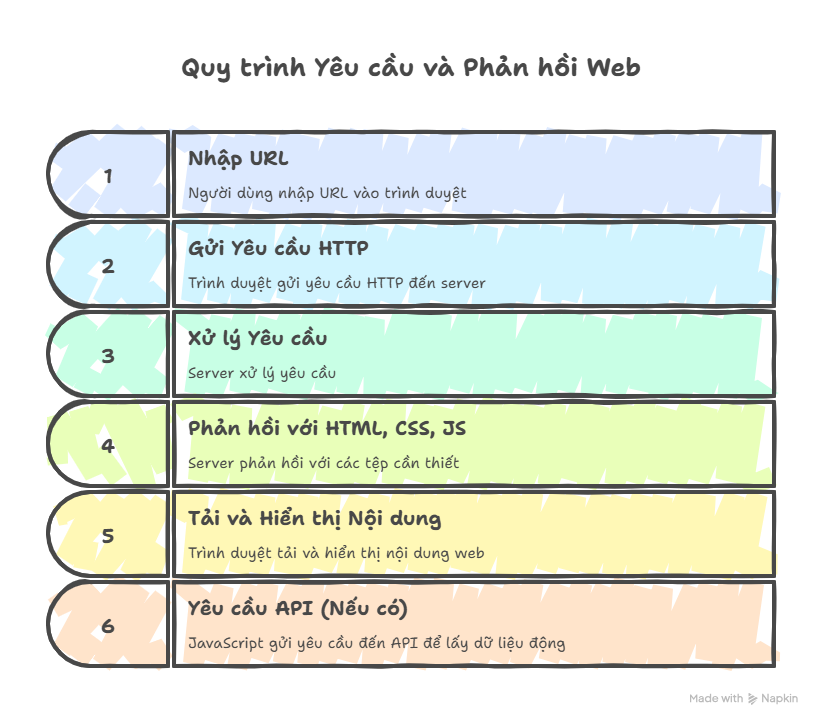 Quy trình Yêu cầu và Phản hồi Web
1
Nhập URL
Người dùng nhập URL vào trình duyệt
2
Gửi Yêu cầu HTTP
Trình duyệt gửi yêu cầu HTTP đến server
3
Xử lý Yêu cầu
Server xử lý yêu cầu
4
Phản hồi với HTML, CSS, JS
Server phản hồi với các tệp cần thiết
5
Tải và Hiển thị Nội dung
Trình duyệt tải và hiển thị nội dung web
6
Yêu cầu API (Nếu có)
JavaScript gửi yêu cầu đến API để lấy dữ liệu động
Made with Napkin